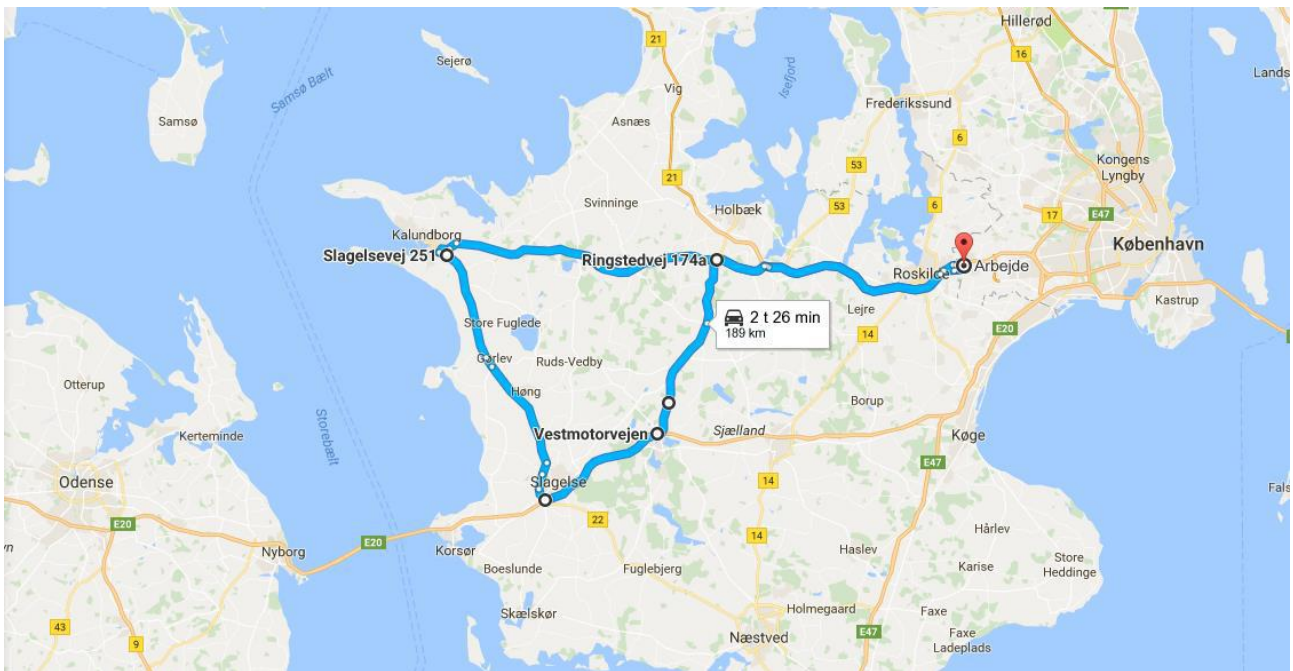 Hillerød
21
Sejerø
16
Samsø Bælt
Vig
Isefjord
Lands
Frederikssund
Samsø
Asnæs
6
53
Kongens
Lyngby
21
Svinninge
Holbæk
53
6
17
E47
Kalundborg
København
Slagelsevej 251
Ringstedvej 174a
Roskilde
Arbejde
Kastrup
Lejre
2 t 26 min
189 km
Store Fuglede
14
E20
Gørlev
Ruds-Vedby
Otterup
Høng
Borup
Storebælt
Vestmotorvejen
Sjælland
Køge
Kerteminde
E47
Odense
Slagelse
14
Fals
E20
22
Hårlev
E20
14
Nyborg
Korsør
Haslev
Store
Heddinge
Boeslunde
Fuglebjerg
Karise
Skælskør
Holmegaard
Faxe
43
9
Næstved
E47
Faxe
Ladeplads